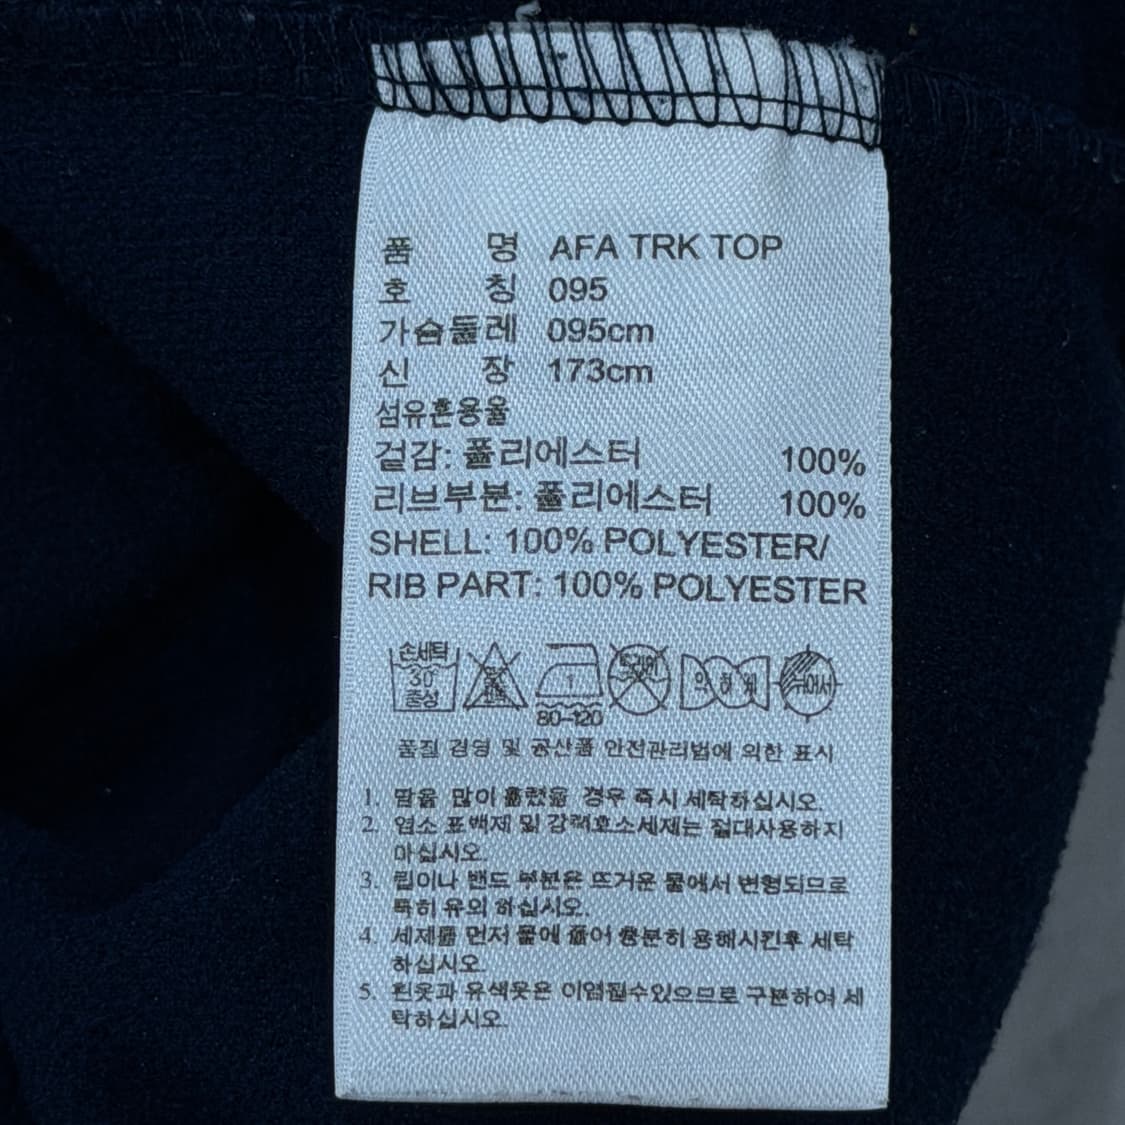 품 명 AFA TRK TOP
호 칭 095
가슴둘레 095cm
신 장 173cm
섬유혼용율
겉감: 폴리에스터 100%
리브부분: 폴리에스터 100%
SHELL: 100% POLYESTER/
RIB PART: 100% POLYESTER
손세탁
30
중성
80-120
품질 경영 및 공산품 안전관리법에 의한 표시
1. 땀을 많이 흘렸을 경우 즉시 세탁하십시오.
2. 염소 표백제 및 강력효소세제는 절대사용하지
마십시오.
3. 립이나 밴드 부분은 뜨거운 물에서 변형되므로
특히 유의 하십시오.
4. 세제를 먼저 물에 풀어 충분히 용해시킨후 세탁
하십시오.
5. 흰옷과 유색옷은 이염될수있으므로 구분하여 세
탁하십시오.